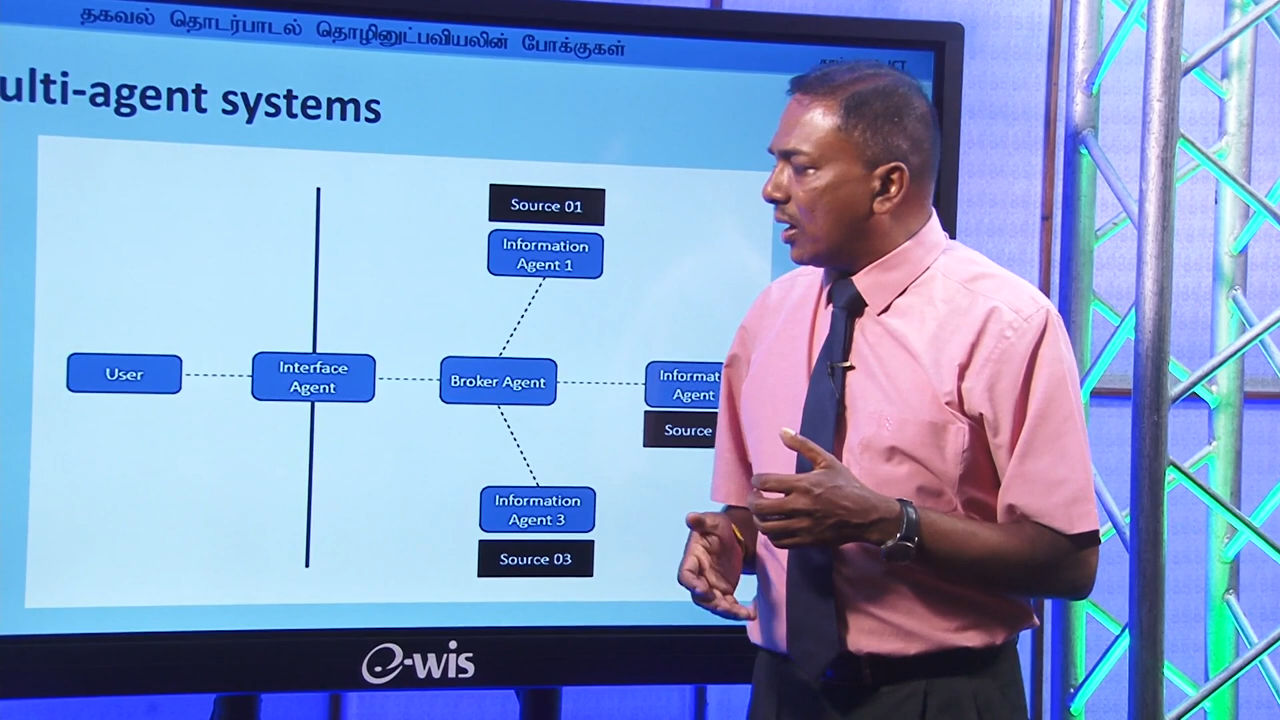 தகவல் தொடர்பாடல் தொழினுட்பவியலின் போக்குகள்
ICT
ulti-agent systems
Source 01
Information
Agent 1
User
Interface
Agent
Broker Agent
Informat
Agent
Source
Information
Agent 3
Source 03
e-wis